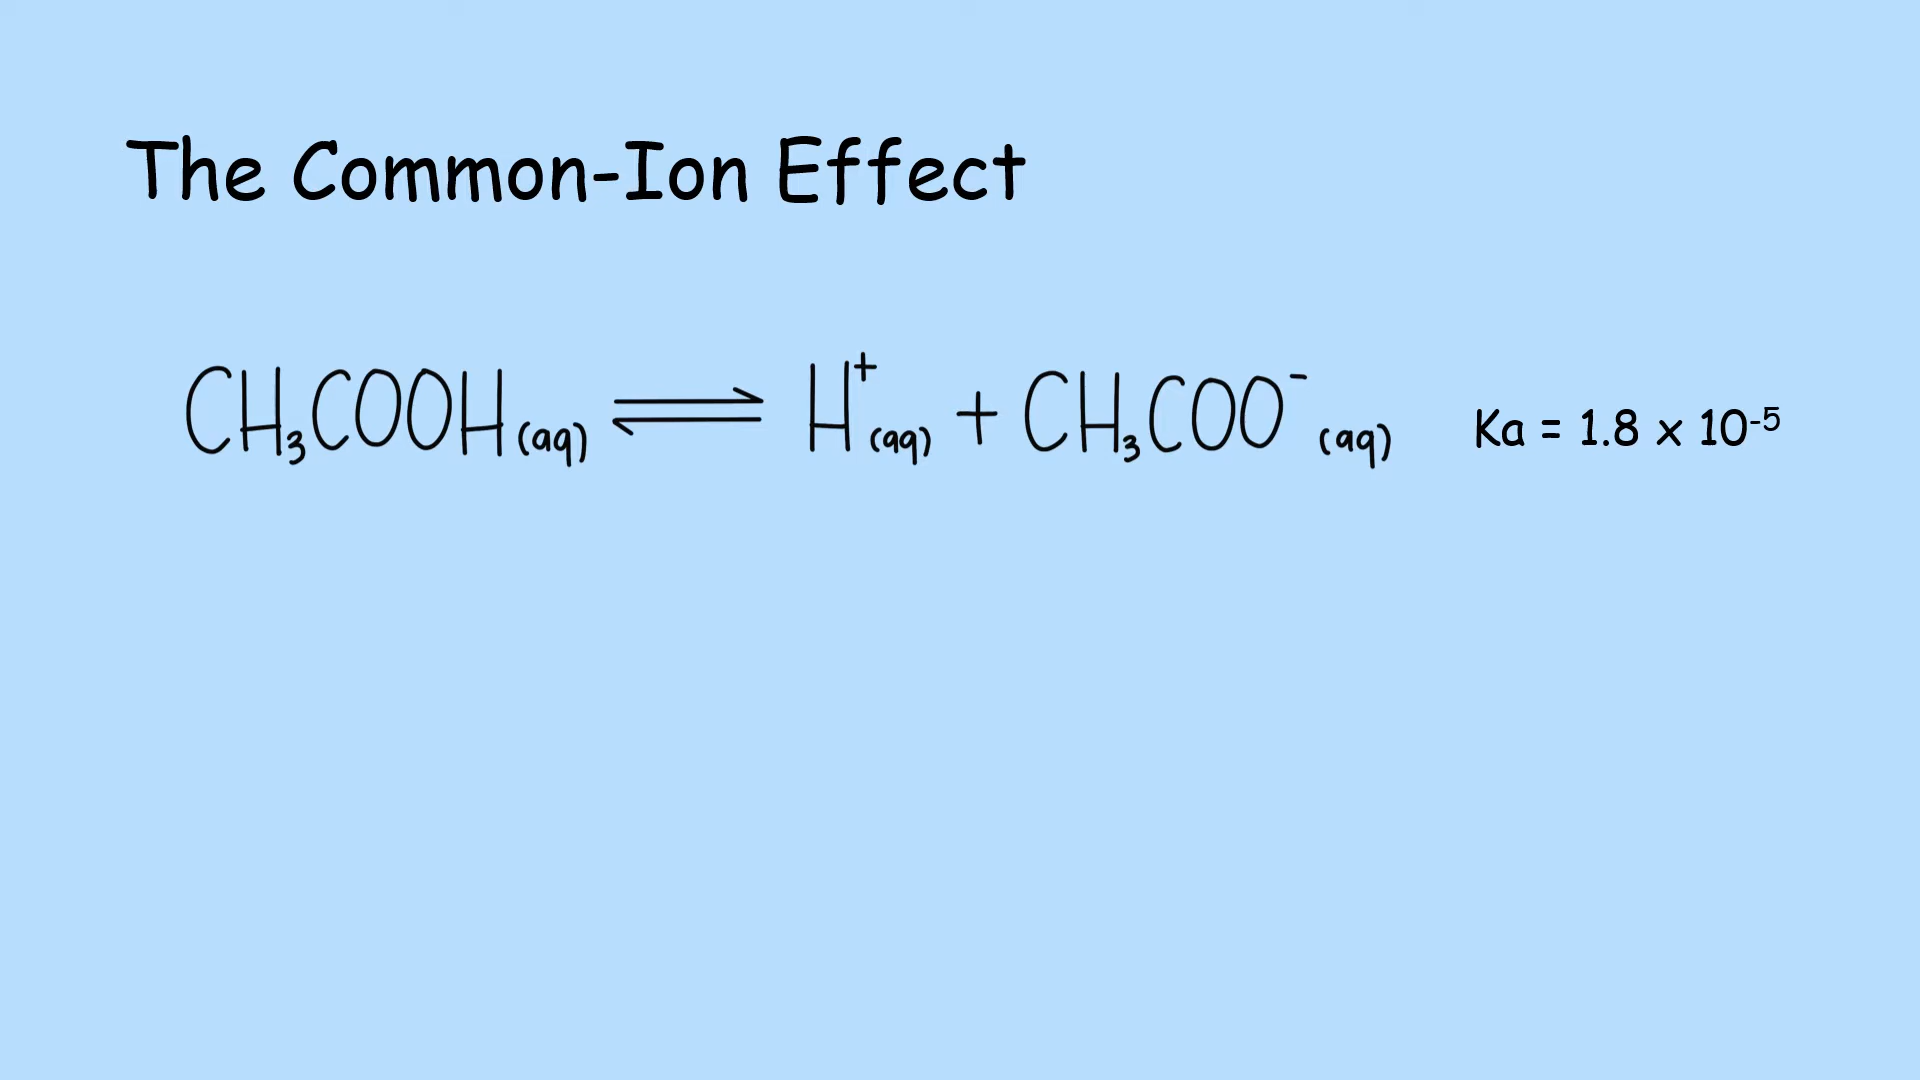 The Common-Ion Effect
CH₃COOH(aq) ⇌ H⁺(aq) + CH₃COO⁻(aq) Ka = 1.8 x 10⁻⁵